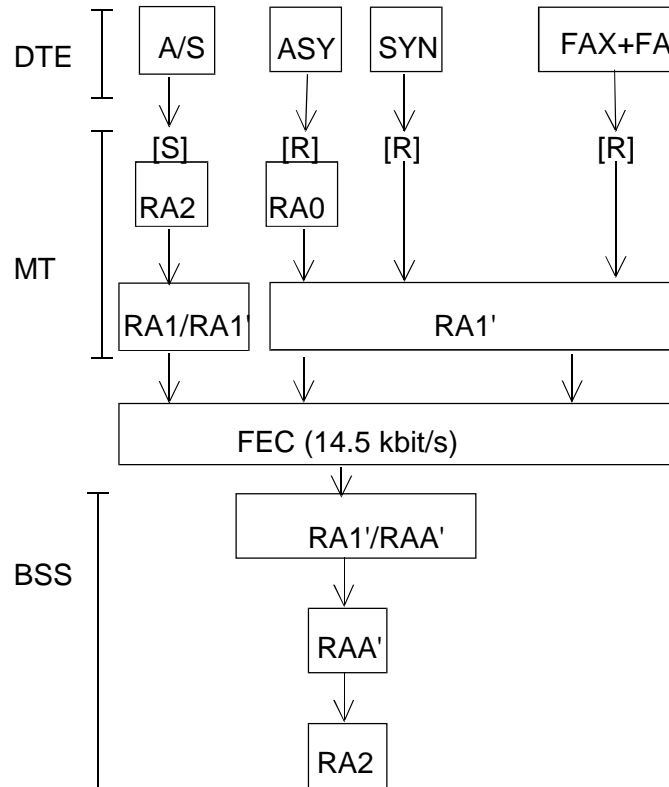 DTE A/S ASY SYN FAX+FA
[S] [R] [R] [R]
RA2 RA0
MT
RA1/RA1' RA1'
FEC (14.5 kbit/s)
RA1'/RAA'
BSS
RAA'
RA2